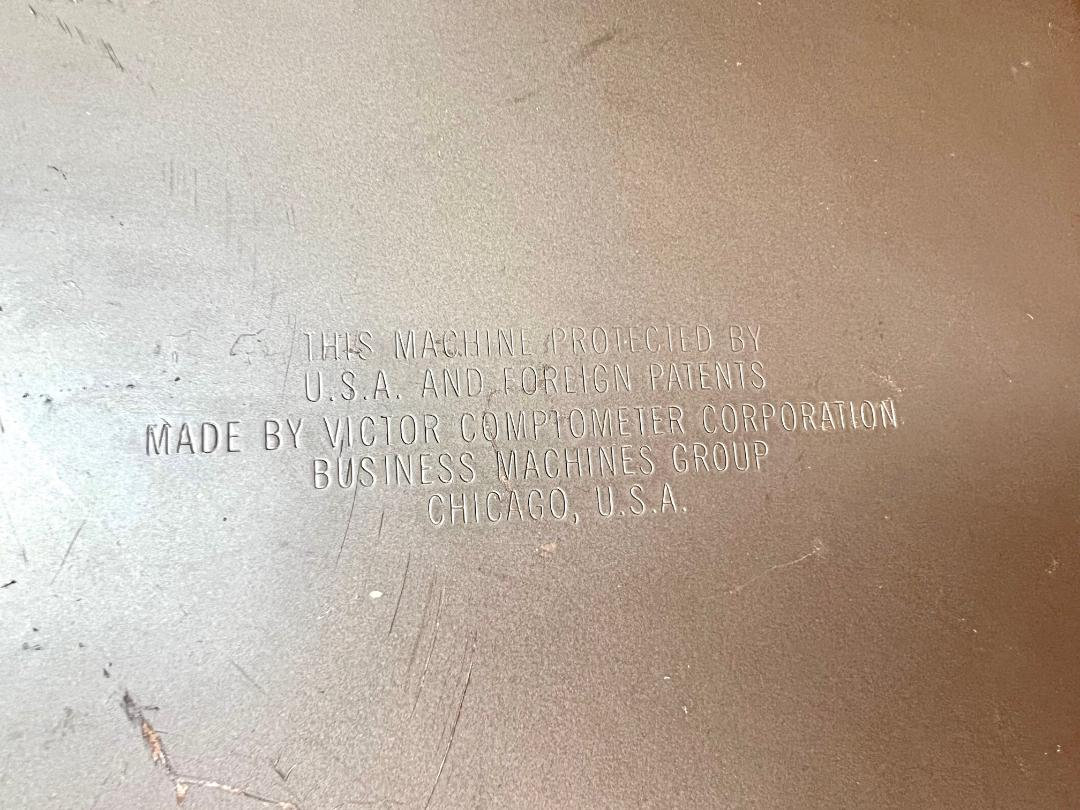 THIS MACHINE PROTECTED BY
U.S.A. AND FOREIGN PATENTS
MADE BY VICTOR COMPTOMETER CORPORATION
BUSINESS MACHINES GROUP
CHICAGO, U.S.A.